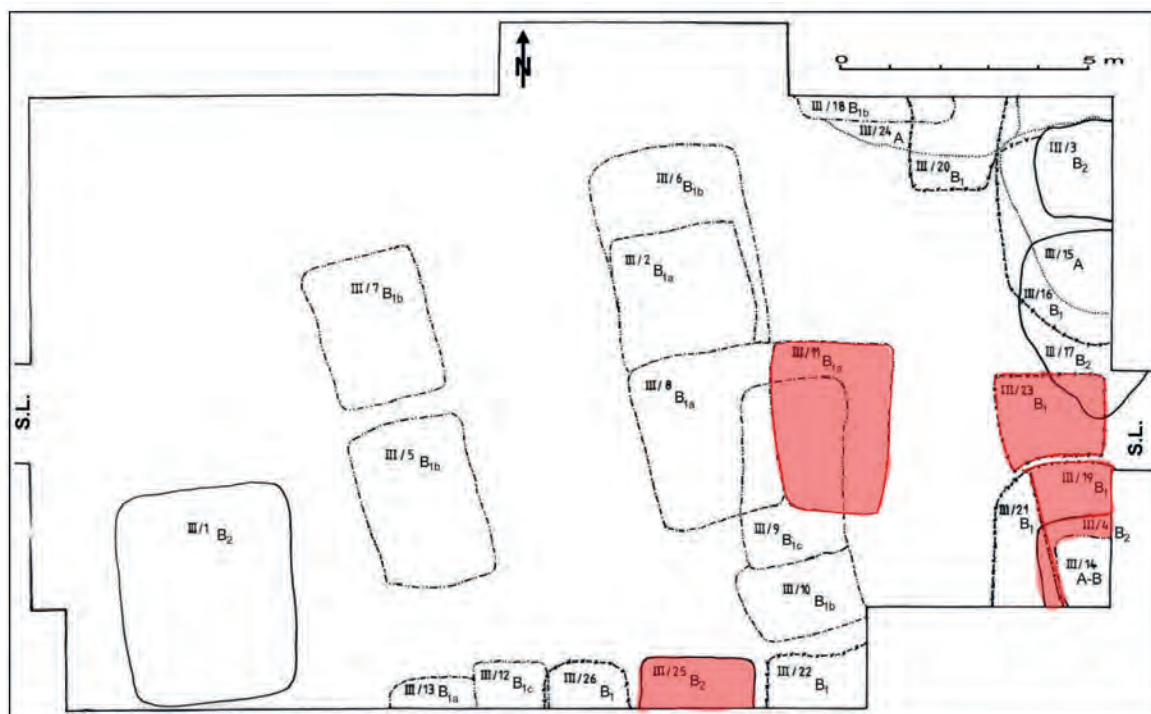 N
0 5 m
III/18 B1b
III/24 A
III/20 B1
III/3 B2
III/6 B1b
III/2 B1a
III/15 A
III/16 B1
III/7 B1b
III/17 B2
III/11 B1a
III/8 B1a
III/23 B1
S.L.
S.L.
III/5 B1b
III/19 B1
III/21 B1
III/4 B2
III/1 B2
III/9 B1c
III/14
A-B
III/10 B1b
III/13 B1a
III/12 B1c
III/26 B1
III/25 B2
III/22 B1